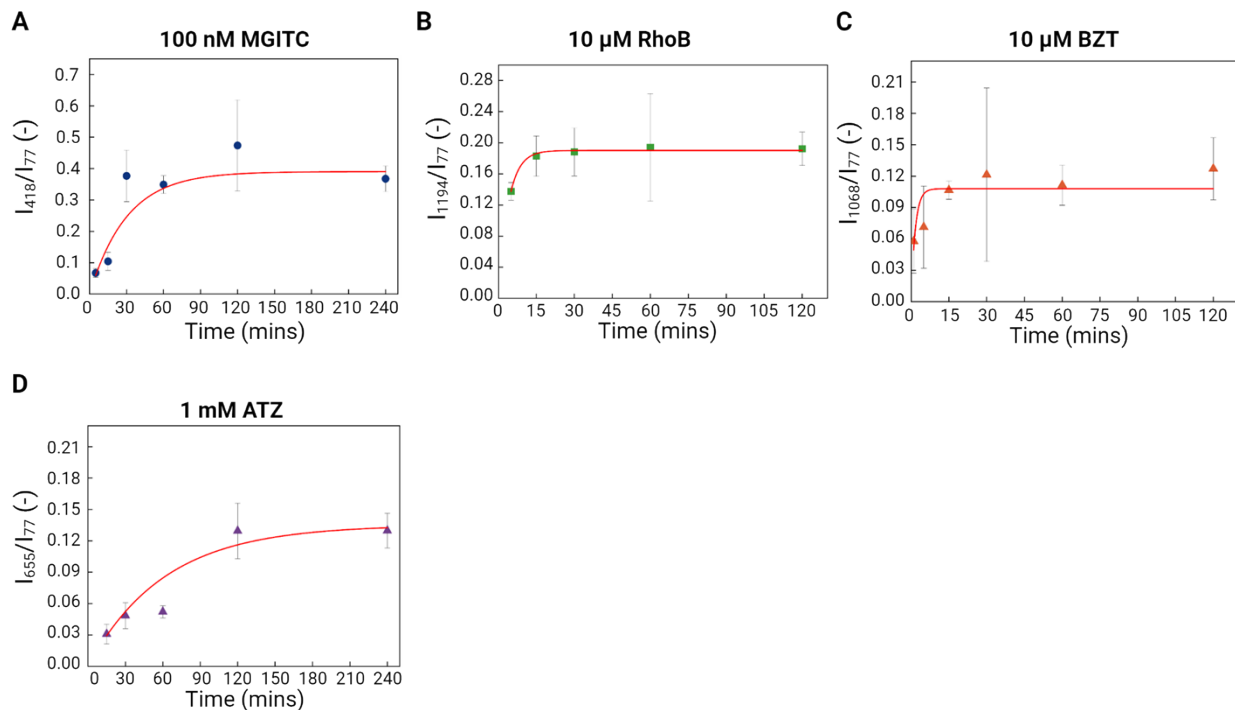 A
100 nM MGITC
I418/I77 (-)
0.7
0.6
0.5
0.4
0.3
0.2
0.1
0.0
0 30 60 90 120 150 180 210 240
Time (mins)
B
10 µM RhoB
I1194/I77 (-)
0.28
0.24
0.20
0.16
0.12
0.08
0.04
0.00
0 15 30 45 60 75 90 105 120
Time (mins)
C
10 µM BZT
I1068/I77 (-)
0.21
0.18
0.15
0.12
0.09
0.06
0.03
0.00
0 15 30 45 60 75 90 105 120
Time (mins)
D
1 mM ATZ
I655/I77 (-)
0.21
0.18
0.15
0.12
0.09
0.06
0.03
0.00
0 30 60 90 120 150 180 210 240
Time (mins)